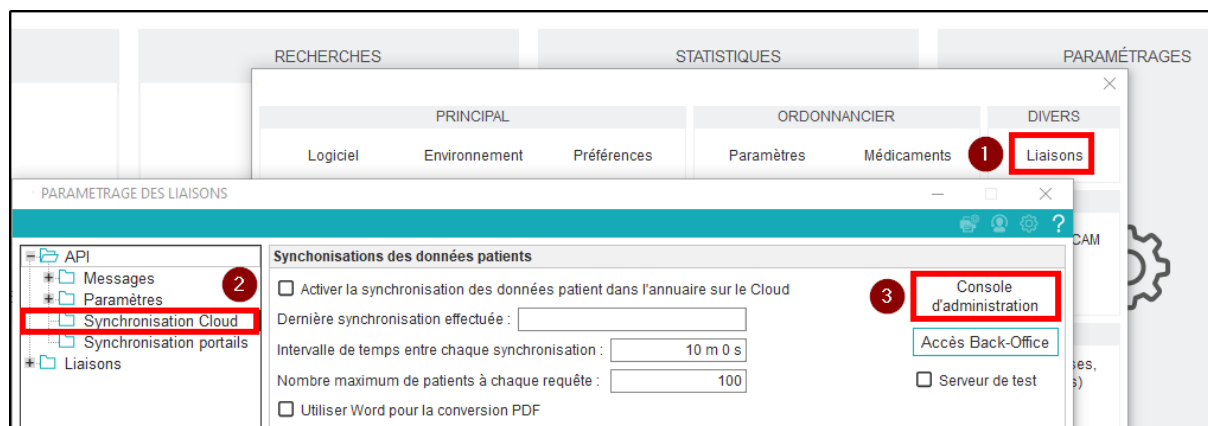 RECHERCHES STATISTIQUES PARAMÉTRAGES
PRINCIPAL ORDONNANCIER DIVERS
Logiciel Environnement Préférences Paramètres Médicaments 1 Liaisons
PARAMETRAGE DES LIAISONS
?
CAM
API
Messages
Paramètres
Synchronisation Cloud
Synchronisation portails
Liaisons
2
Synchonisations des données patients
Activer la synchronisation des données patient dans l'annuaire sur le Cloud
Dernière synchronisation effectuée :
Intervalle de temps entre chaque synchronisation : 10 m 0 s
Nombre maximum de patients à chaque requête : 100
Utiliser Word pour la conversion PDF
3
Console
d'administration
Accès Back-Office
Serveur de test